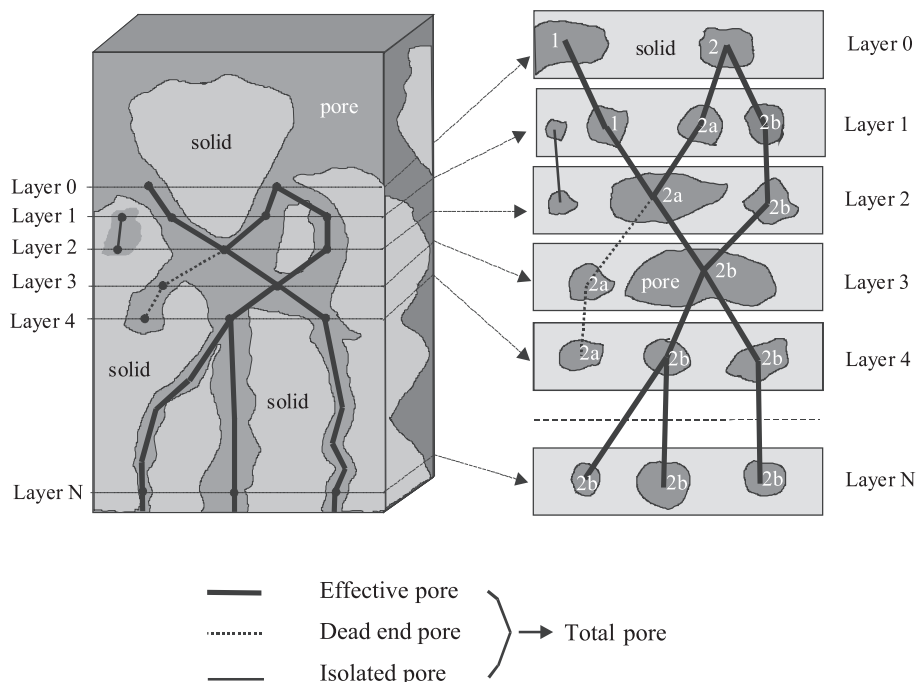 solid
pore
Layer 0
Layer 1
Layer 2
Layer 3
Layer 4
solid
solid
Layer N
1
solid
2
Layer 0
1
2a
2b
Layer 1
2a
2b
Layer 2
2a
pore
2b
Layer 3
2a
2b
2b
Layer 4
2b
2b
2b
Layer N
Effective pore
Dead end pore
Total pore
Isolated pore